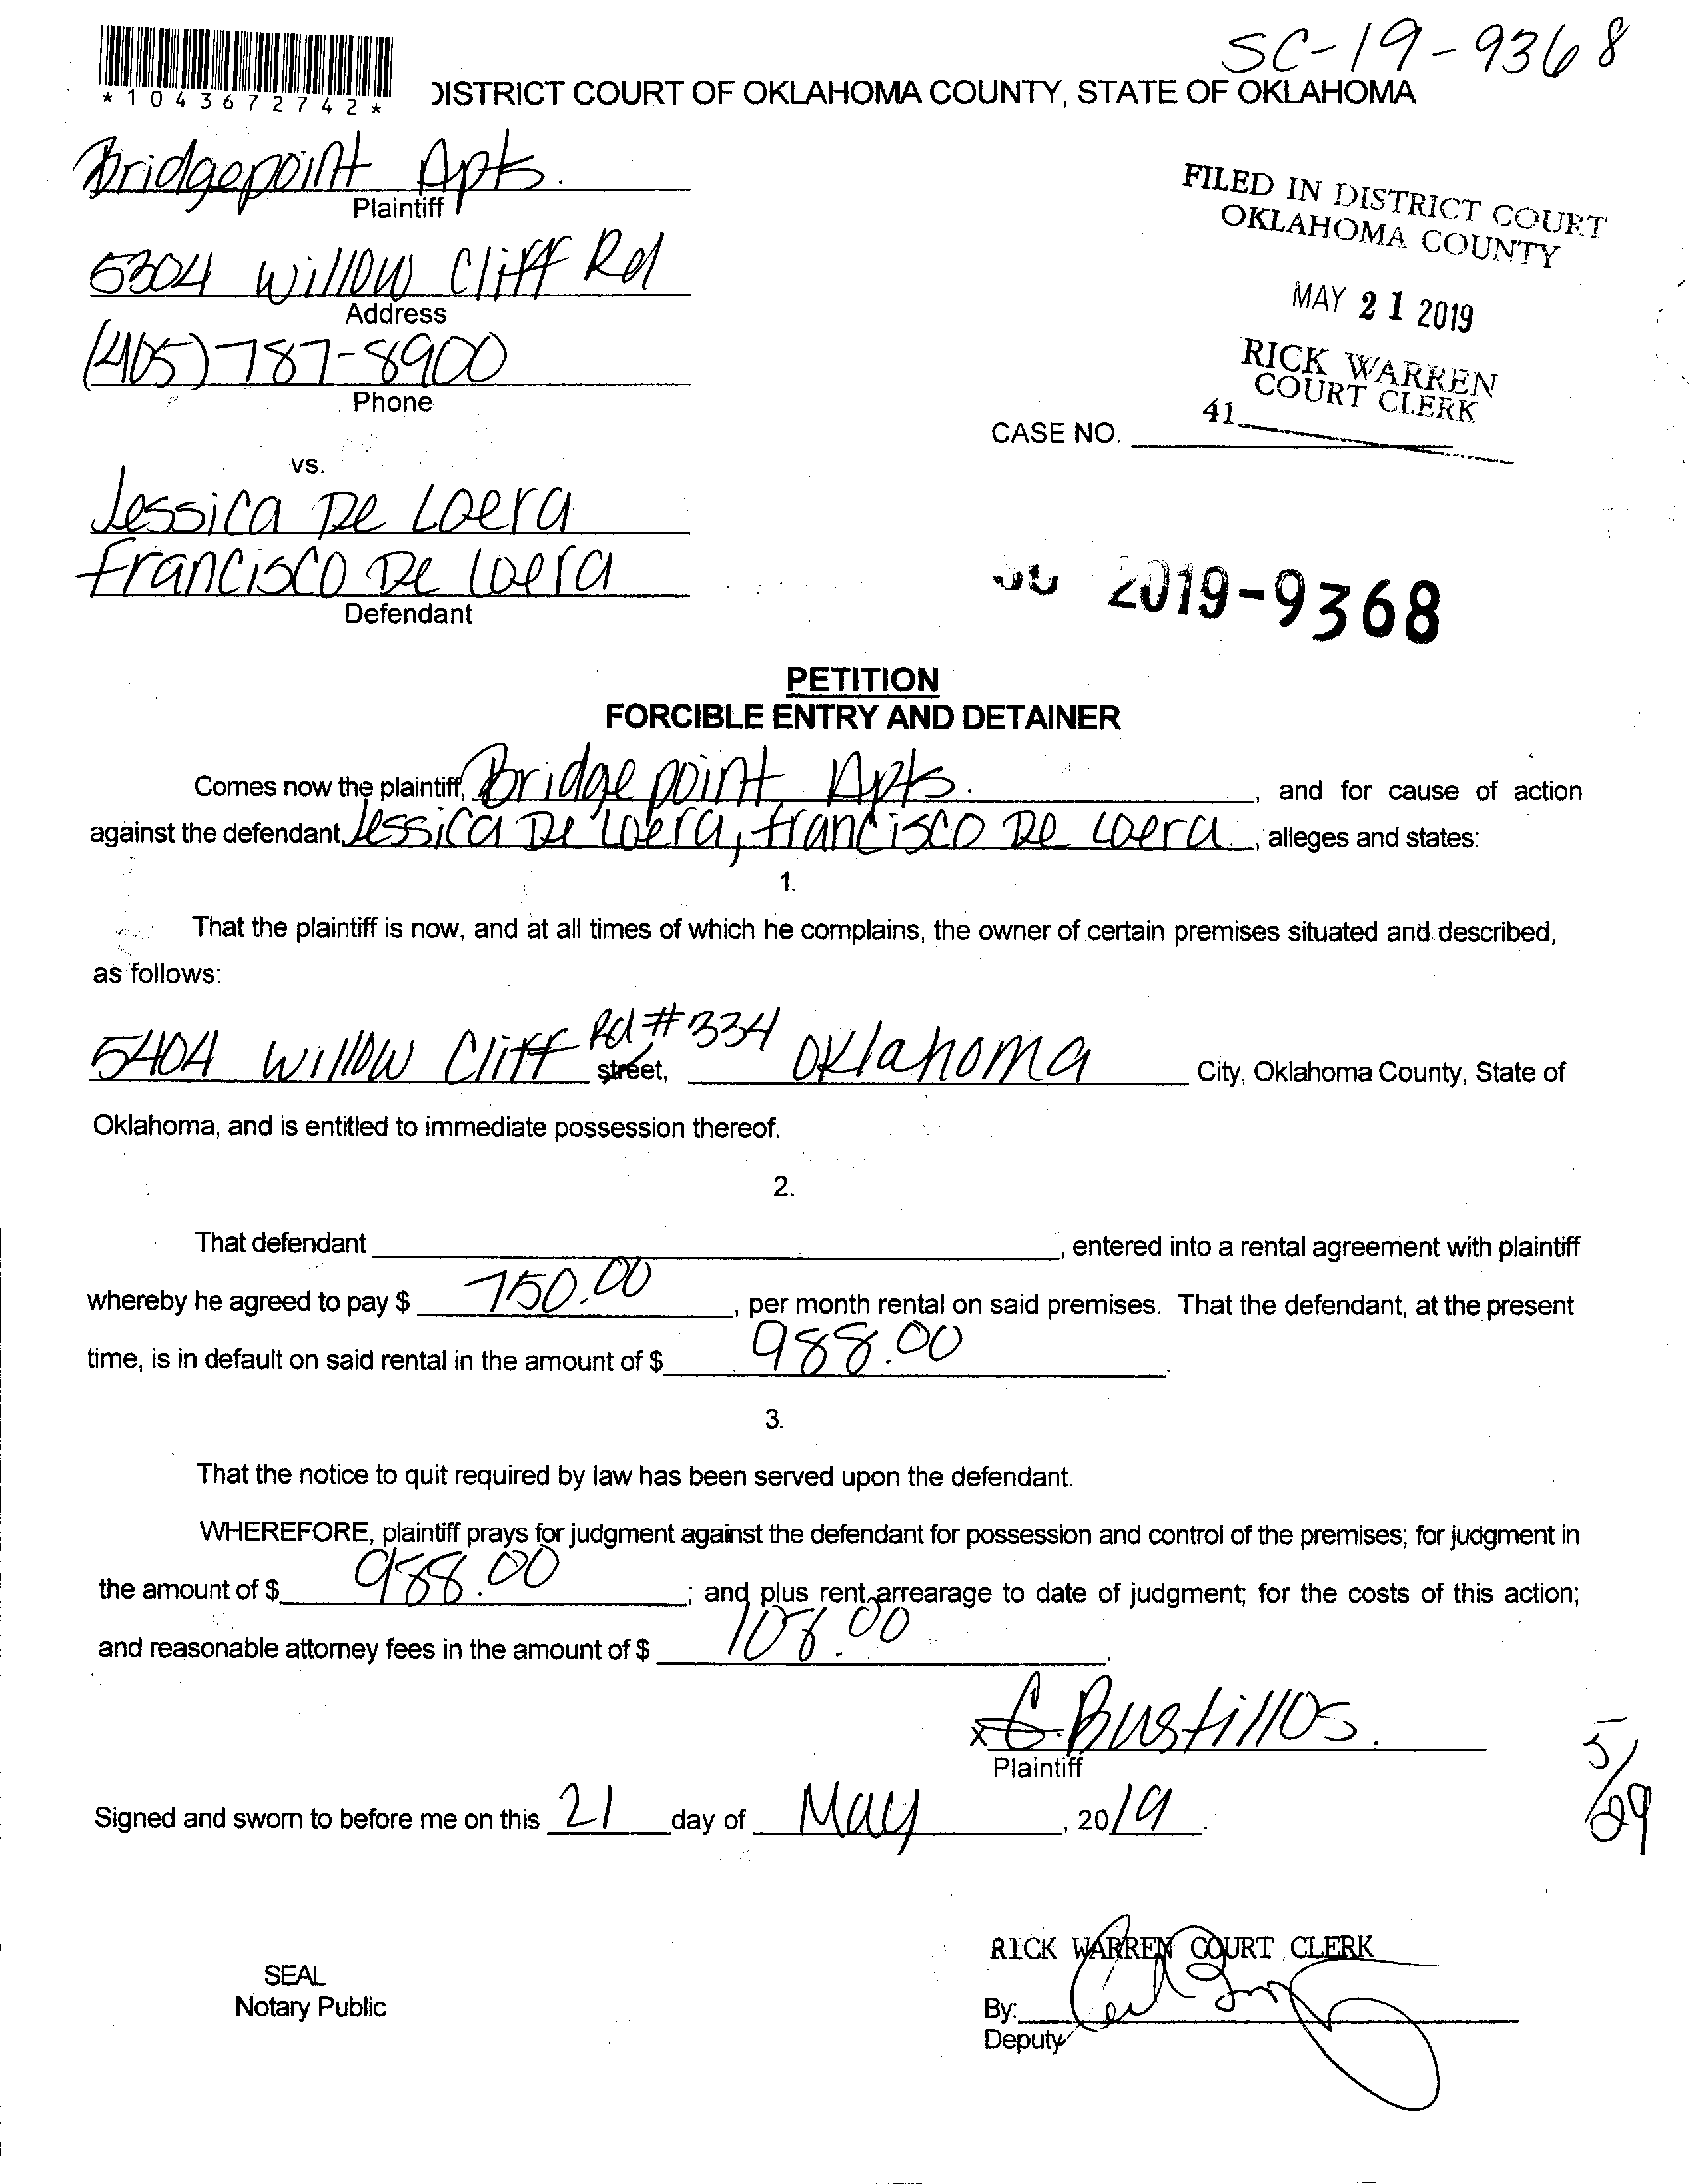 SC-19-9368
*1043672742*
DISTRICT COURT OF OKLAHOMA COUNTY, STATE OF OKLAHOMA
Bridgepoint Apts.
Plaintiff
5304 Willow Cliff Rd
Address
(405) 787-8900
Phone
FILED IN DISTRICT COURT
OKLAHOMA COUNTY
MAY 21 2019
RICK WARREN
COURT CLERK
41
CASE NO.
vs.
Jessica De Loera
Francisco De Loera
Defendant
2019-9368
PETITION
FORCIBLE ENTRY AND DETAINER
Comes now the plaintiff, Bridgepoint Apts. , and for cause of action
against the defendant, Jessica De Loera, Francisco De Loera , alleges and states:
1.
That the plaintiff is now, and at all times of which he complains, the owner of certain premises situated and described,
as follows:
5404 Willow Cliff Rd #334 street, Oklahoma City, Oklahoma County, State of
Oklahoma, and is entitled to immediate possession thereof.
2.
That defendant , entered into a rental agreement with plaintiff
whereby he agreed to pay $ 750.00 , per month rental on said premises. That the defendant, at the present
time, is in default on said rental in the amount of $ 988.00 .
3.
That the notice to quit required by law has been served upon the defendant.
WHEREFORE, plaintiff prays for judgment against the defendant for possession and control of the premises; for judgment in
the amount of $ 988.00 ; and plus rent arrearage to date of judgment; for the costs of this action;
and reasonable attorney fees in the amount of $ 108.00 .
x Bustillos.
Plaintiff
5/29
Signed and sworn to before me on this 21 day of May , 2019 .
RICK WARREN COURT CLERK
SEAL
Notary Public
By:
Deputy